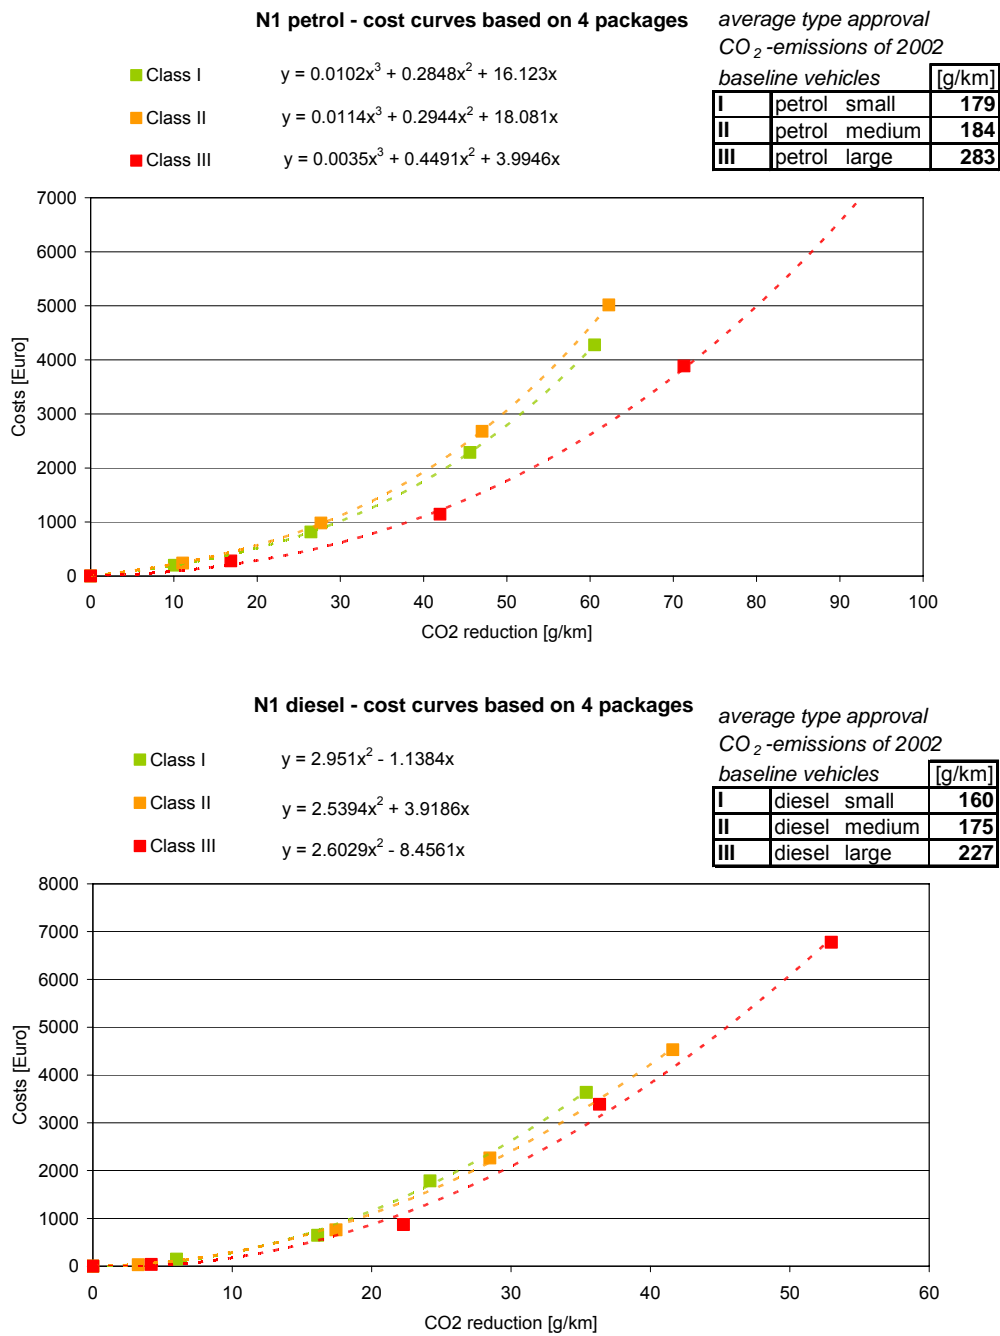 N1 petrol - cost curves based on 4 packages
average type approval
CO2-emissions of 2002
baseline vehicles [g/km]
I petrol small 179
II petrol medium 184
III petrol large 283
Class I y = 0.0102x³ + 0.2848x² + 16.123x
Class II y = 0.0114x³ + 0.2944x² + 18.081x
Class III y = 0.0035x³ + 0.4491x² + 3.9946x
7000
6000
5000
4000
3000
2000
1000
0
Costs [Euro]
0 10 20 30 40 50 60 70 80 90 100
CO2 reduction [g/km]
N1 diesel - cost curves based on 4 packages
average type approval
CO2-emissions of 2002
baseline vehicles [g/km]
I diesel small 160
II diesel medium 175
III diesel large 227
Class I y = 2.951x² - 1.1384x
Class II y = 2.5394x² + 3.9186x
Class III y = 2.6029x² - 8.4561x
8000
7000
6000
5000
4000
3000
2000
1000
0
Costs [Euro]
0 10 20 30 40 50 60
CO2 reduction [g/km]